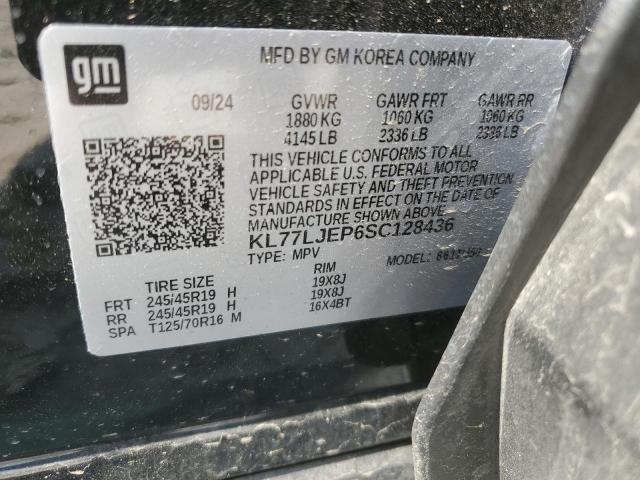 gm
MFD BY GM KOREA COMPANY
09/24 GVWR GAWR FRT GAWR RR
1880 KG 1060 KG 1060 KG
4145 LB 2336 LB 2336 LB
THIS VEHICLE CONFORMS TO ALL
APPLICABLE U.S. FEDERAL MOTOR
VEHICLE SAFETY AND THEFT PREVENTION
STANDARDS IN EFFECT ON THE DATE OF
MANUFACTURE SHOWN ABOVE.
KL77LJEP6SC128436
TYPE: MPV MODEL:
TIRE SIZE RIM
FRT 245/45R19 H 19X8J
RR 245/45R19 H 19X8J
SPA T125/70R16 M 16X4BT